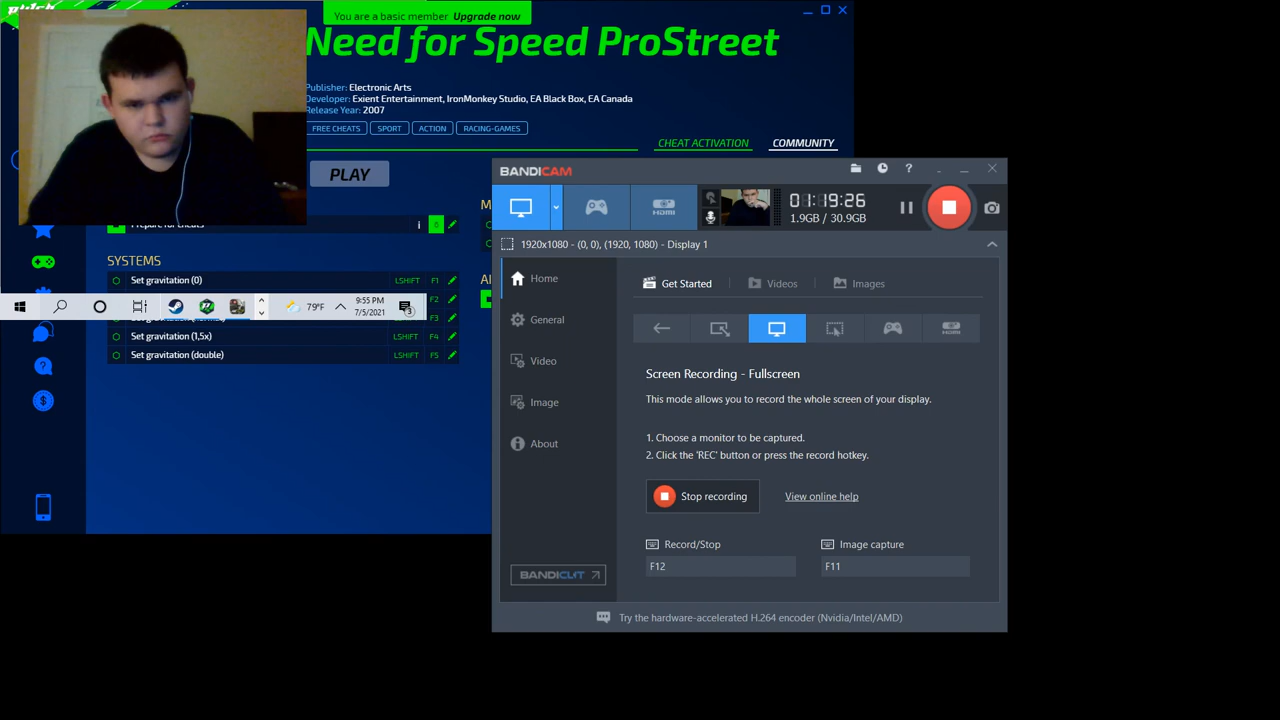 You are a basic member Upgrade now
Need for Speed ProStreet
Publisher: Electronic Arts
Developer: Exient Entertainment, IronMonkey Studio, EA Black Box, EA Canada
Release Year: 2007
FREE CHEATS
SPORT
ACTION
RACING-GAMES
CHEAT ACTIVATION
COMMUNITY
PLAY
Prepare for cheats
i
SYSTEMS
Set gravitation (0)
LSHIFT F1
F2
F3
Set gravitation (1,5x)
LSHIFT F4
Set gravitation (double)
LSHIFT F5
79°F
9:55 PM
7/5/2021
3
BANDICAM
?
HDMI
01:19:26
1.9GB / 30.9GB
1920x1080 - (0, 0), (1920, 1080) - Display 1
Home
General
Video
Image
About
BANDICUT
Get Started
Videos
Images
HDMI
Screen Recording - Fullscreen
This mode allows you to record the whole screen of your display.
1. Choose a monitor to be captured.
2. Click the 'REC' button or press the record hotkey.
Stop recording
View online help
Record/Stop
F12
Image capture
F11
Try the hardware-accelerated H.264 encoder (Nvidia/Intel/AMD)